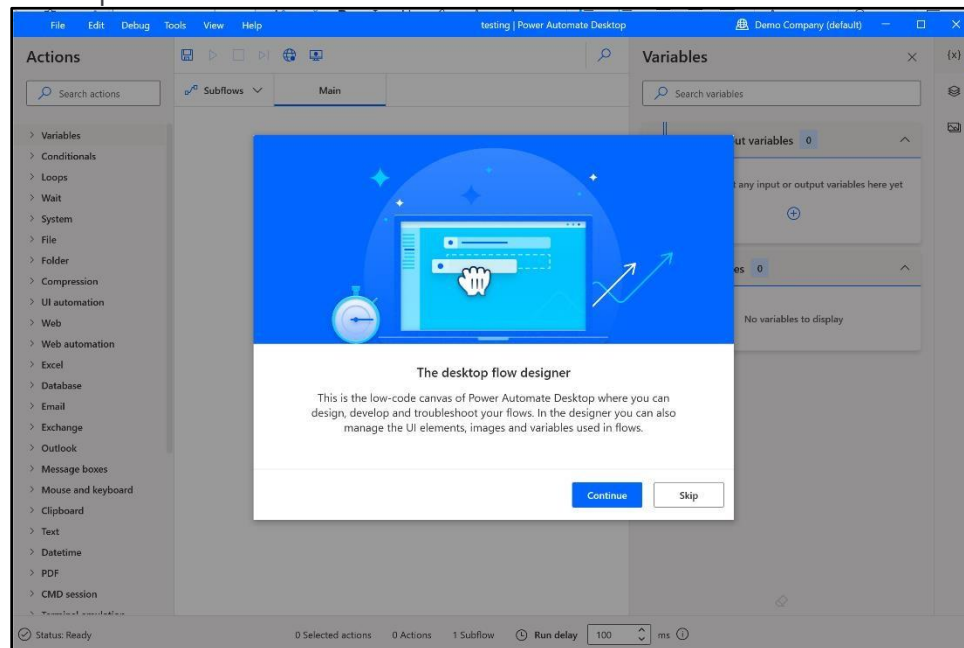 File Edit Debug Tools View Help testing | Power Automate Desktop Demo Company (default)
Actions
Search actions
Variables
Conditionals
Loops
Wait
System
File
Folder
Compression
UI automation
Web
Web automation
Excel
Database
Email
Exchange
Outlook
Message boxes
Mouse and keyboard
Clipboard
Text
Datetime
PDF
CMD session
Subflows Main
The desktop flow designer
This is the low-code canvas of Power Automate Desktop where you can
design, develop and troubleshoot your flows. In the designer you can also
manage the UI elements, images and variables used in flows.
Continue Skip
Variables {x}
Search variables
ut variables 0
any input or output variables here yet
es 0
No variables to display
Status: Ready 0 Selected actions 0 Actions 1 Subflow Run delay 100 ms